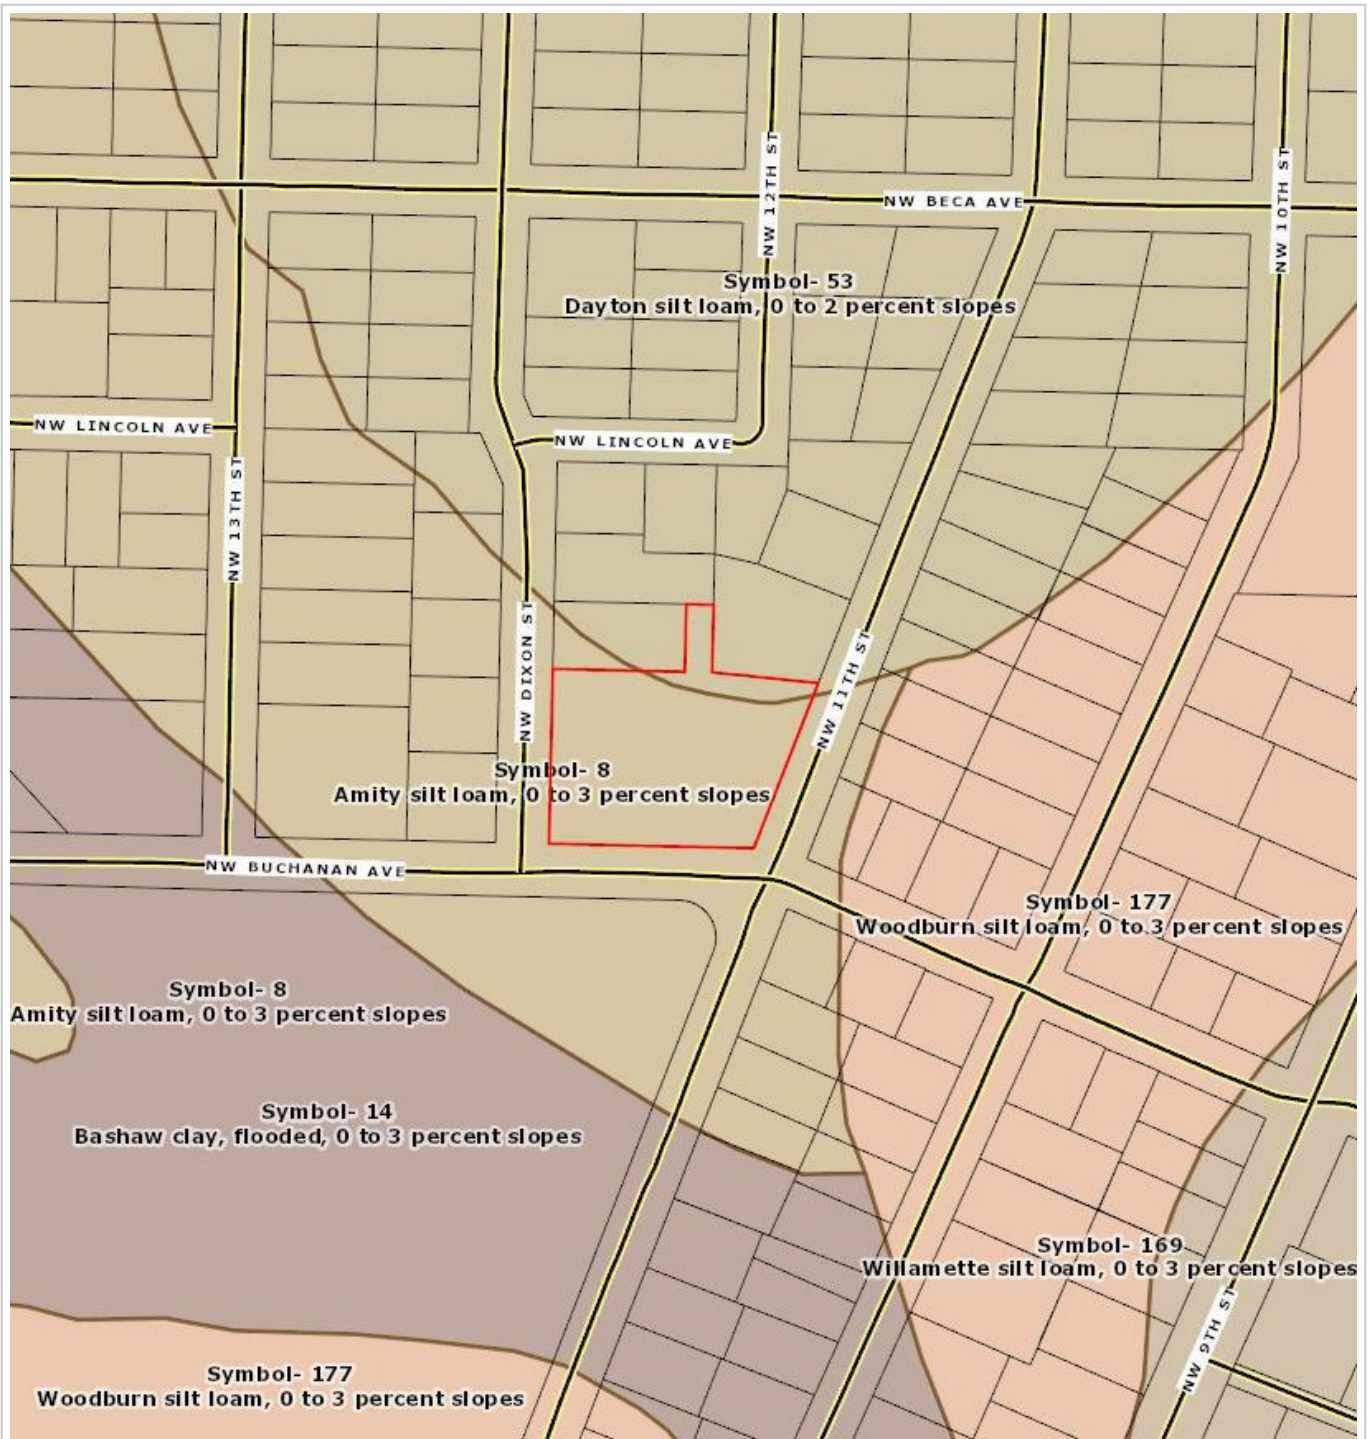 NW 12TH ST
NW 10TH ST
NW BECA AVE
Symbol- 53
Dayton silt loam, 0 to 2 percent slopes
NW LINCOLN AVE
NW LINCOLN AVE
NW 13TH ST
NW DIXON ST
NW 11TH ST
Symbol- 8
Amity silt loam, 0 to 3 percent slopes
NW BUCHANAN AVE
Symbol- 177
Woodburn silt loam, 0 to 3 percent slopes
Symbol- 8
Amity silt loam, 0 to 3 percent slopes
Symbol- 14
Bashaw clay, flooded, 0 to 3 percent slopes
Symbol- 169
Willamette silt loam, 0 to 3 percent slopes
NW 9TH ST
Symbol- 177
Woodburn silt loam, 0 to 3 percent slopes